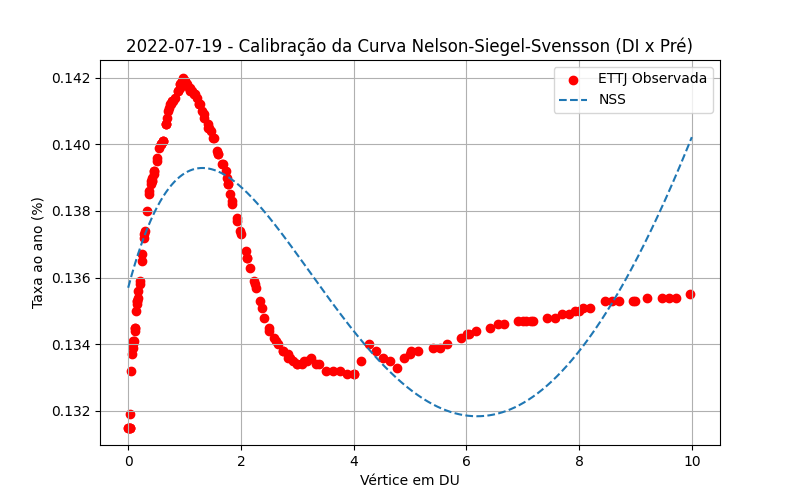 2022-07-19 - Calibração da Curva Nelson-Siegel-Svensson (DI x Pré)
ETTJ Observada
NSS
Taxa ao ano (%)
0.142
0.140
0.138
0.136
0.134
0.132
0 2 4 6 8 10
Vértice em DU